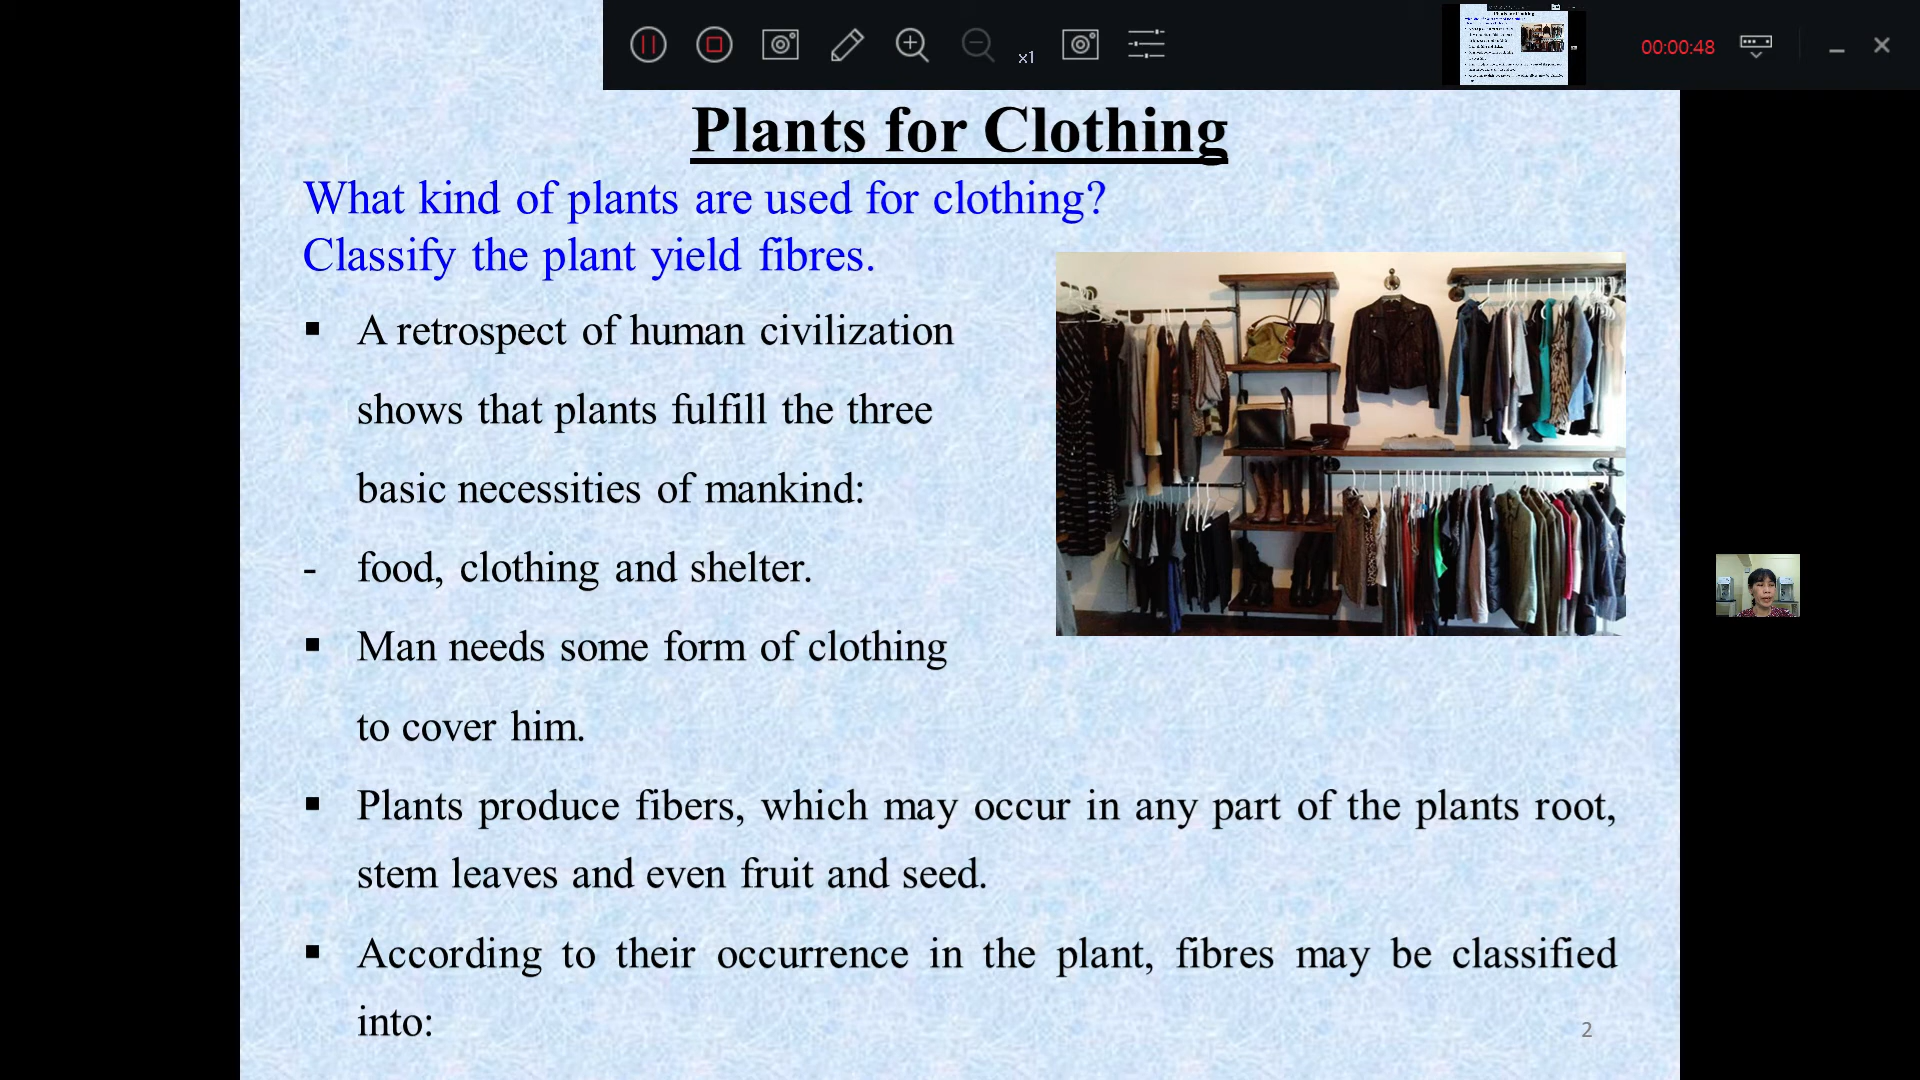 x1
00:00:48
Plants for Clothing
What kind of plants are used for clothing?
Classify the plant yield fibres.
▪ A retrospect of human civilization
shows that plants fulfill the three
basic necessities of mankind:
- food, clothing and shelter.
▪ Man needs some form of clothing
to cover him.
▪ Plants produce fibers, which may occur in any part of the plants root,
stem leaves and even fruit and seed.
▪ According to their occurrence in the plant, fibres may be classified
into:
2